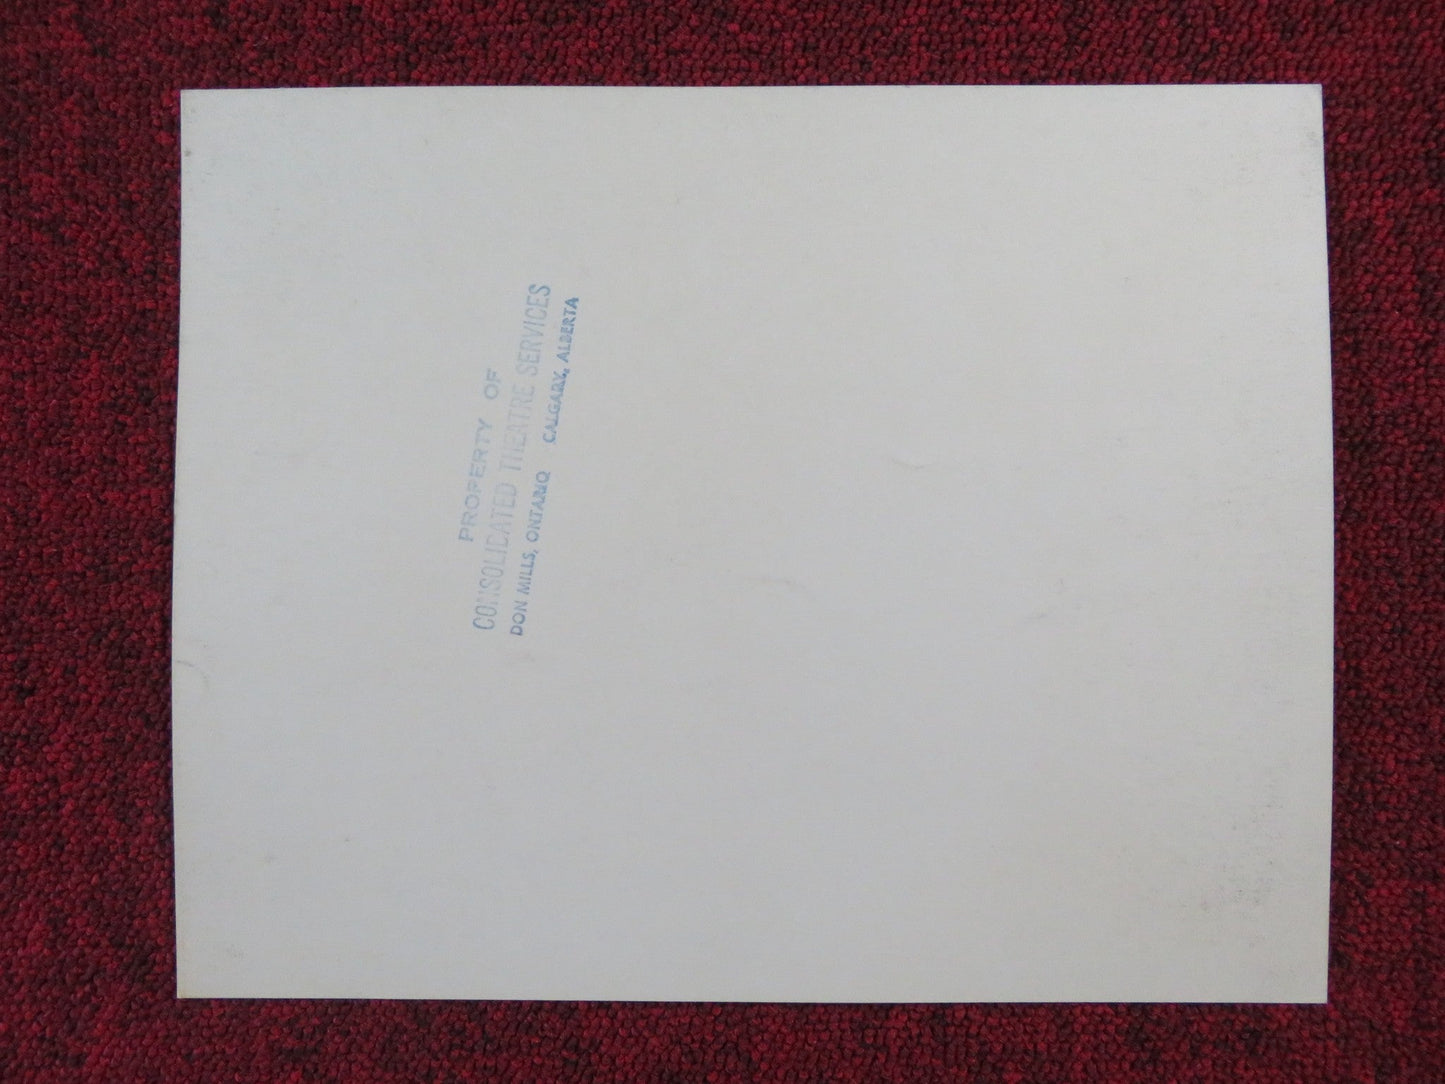 PROPERTY OF
CONSOLIDATED THEATRE SERVICES
DON MILLS, ONTARIO CALGARY, ALBERTA